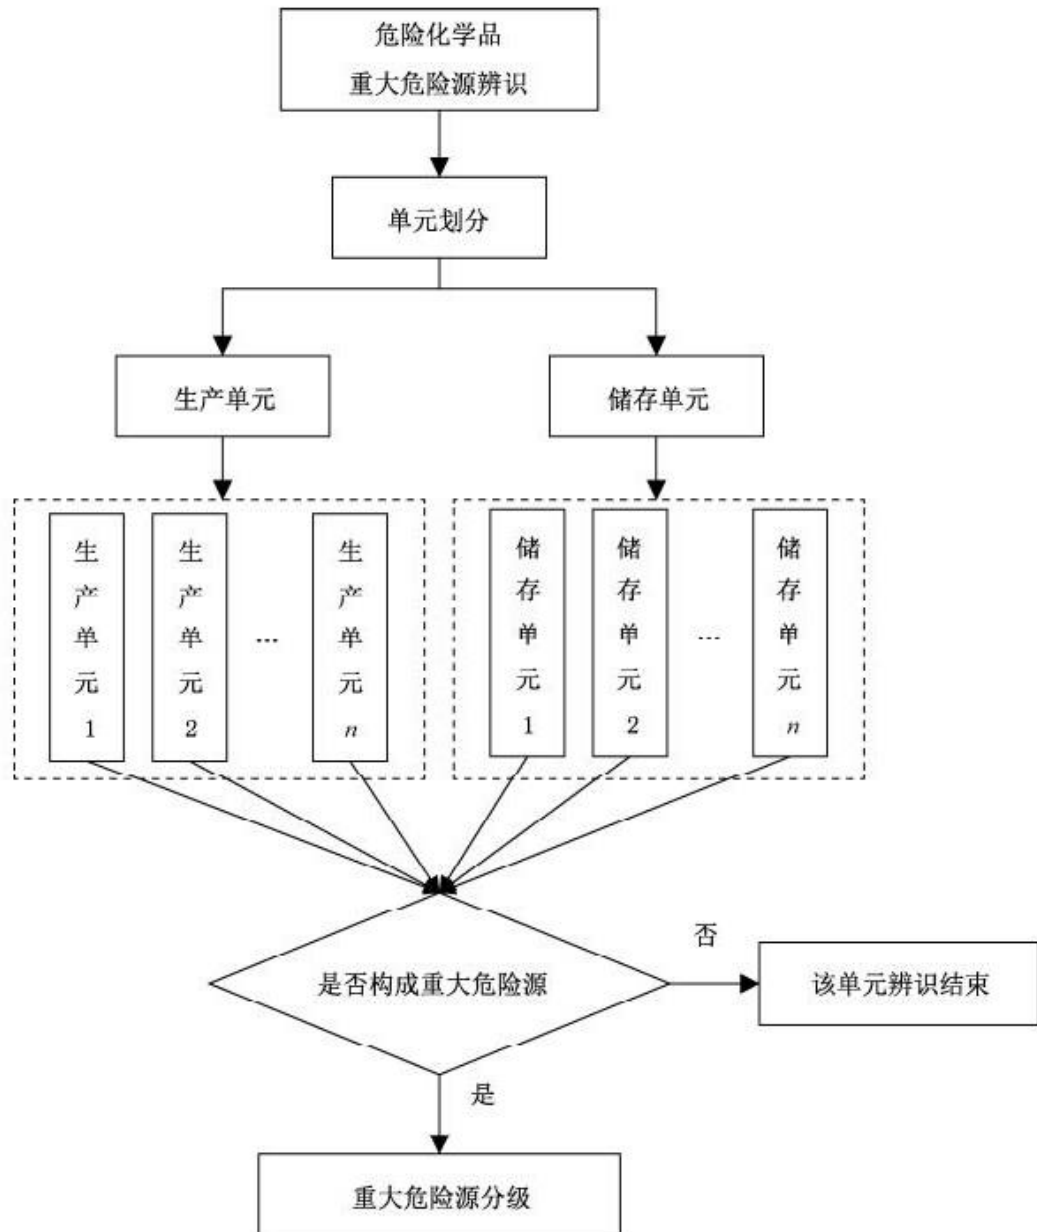 危险化学品
重大危险源辨识
单元划分
生产单元
储存单元
生产单元1
生产单元2
…
生产单元n
储存单元1
储存单元2
…
储存单元n
是否构成重大危险源
否
该单元辨识结束
是
重大危险源分级